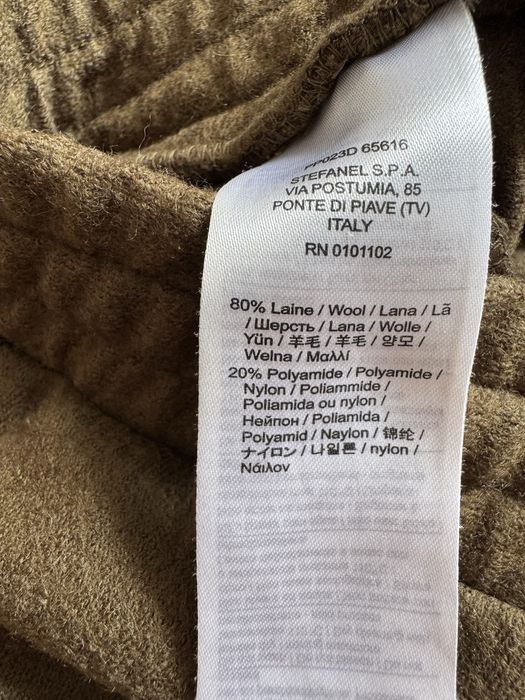 PP023D 65616
STEFANEL S.P.A.
VIA POSTUMIA, 85
PONTE DI PIAVE (TV)
ITALY
RN 0101102
80% Laine / Wool / Lana / Lã
/ Шерсть / Lana / Wolle /
Yün / 羊毛 / 羊毛 / 양모 /
Wełna / Μαλλί
20% Polyamide / Polyamide /
Nylon / Poliammide /
Poliamida ou nylon /
Нейлон / Poliamida /
Polyamid / Naylon / 锦纶 /
ナイロン / 나일론 / nylon /
Νάιλον